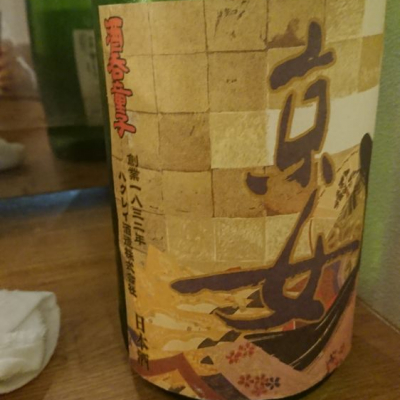 京女
酒呑童子
創業一八三二年
ハクレイ酒造株式会社
日本酒